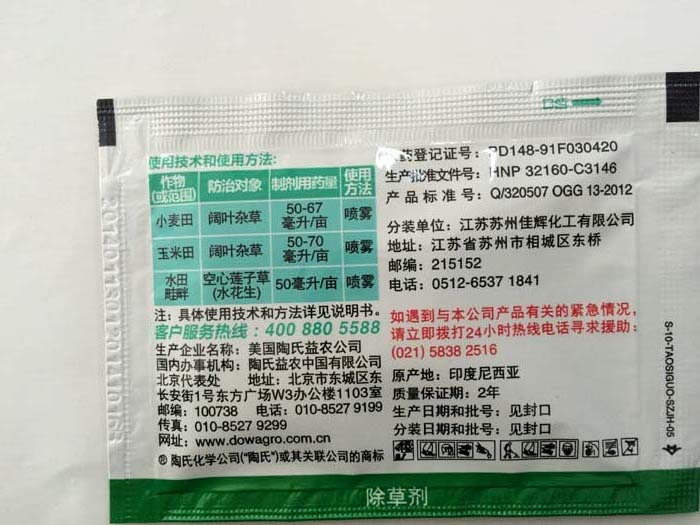 使用技术和使用方法:
作物(或范围) 防治对象 制剂用药量 使用方法
小麦田 阔叶杂草 50-67毫升/亩 喷雾
玉米田 阔叶杂草 50-70毫升/亩 喷雾
水田畦畔 空心莲子草(水花生) 50毫升/亩 喷雾
注：具体使用技术和方法详见说明书。
客户服务热线：400 880 5588
生产企业名称：美国陶氏益农公司
国内办事机构：陶氏益农中国有限公司
北京代表处 地址：北京市东城区东
长安街1号东方广场W3办公楼1103室
邮编：100738 电话：010-8527 9199
传真：010-8527 9299
网址：www.dowagro.com.cn
®陶氏化学公司("陶氏")或其关联公司的商标
药登记证号：PD148-91F030420
生产批准文件号：HNP 32160-C3146
产品标准号：Q/320507 OGG 13-2012
分装单位：江苏苏州佳辉化工有限公司
地址：江苏省苏州市相城区东桥
邮编：215152
电话：0512-6537 1841
如遇到与本公司产品有关的紧急情况，
请立即拨打24小时热线电话寻求援助：
(021) 5838 2516
原产地：印度尼西亚
质量保证期：2年
生产日期和批号：见封口
分装日期和批号：见封口
S-10-TAOSIGUO-SZJH-05
除草剂